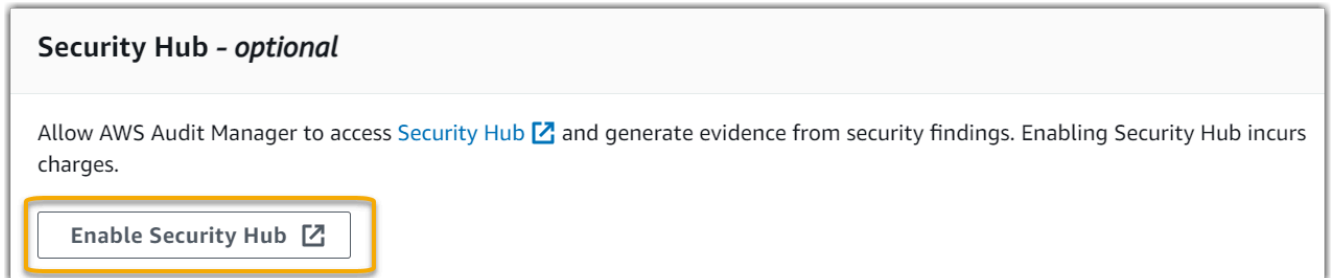 Security Hub - optional
Allow AWS Audit Manager to access Security Hub and generate evidence from security findings. Enabling Security Hub incurs
charges.
Enable Security Hub